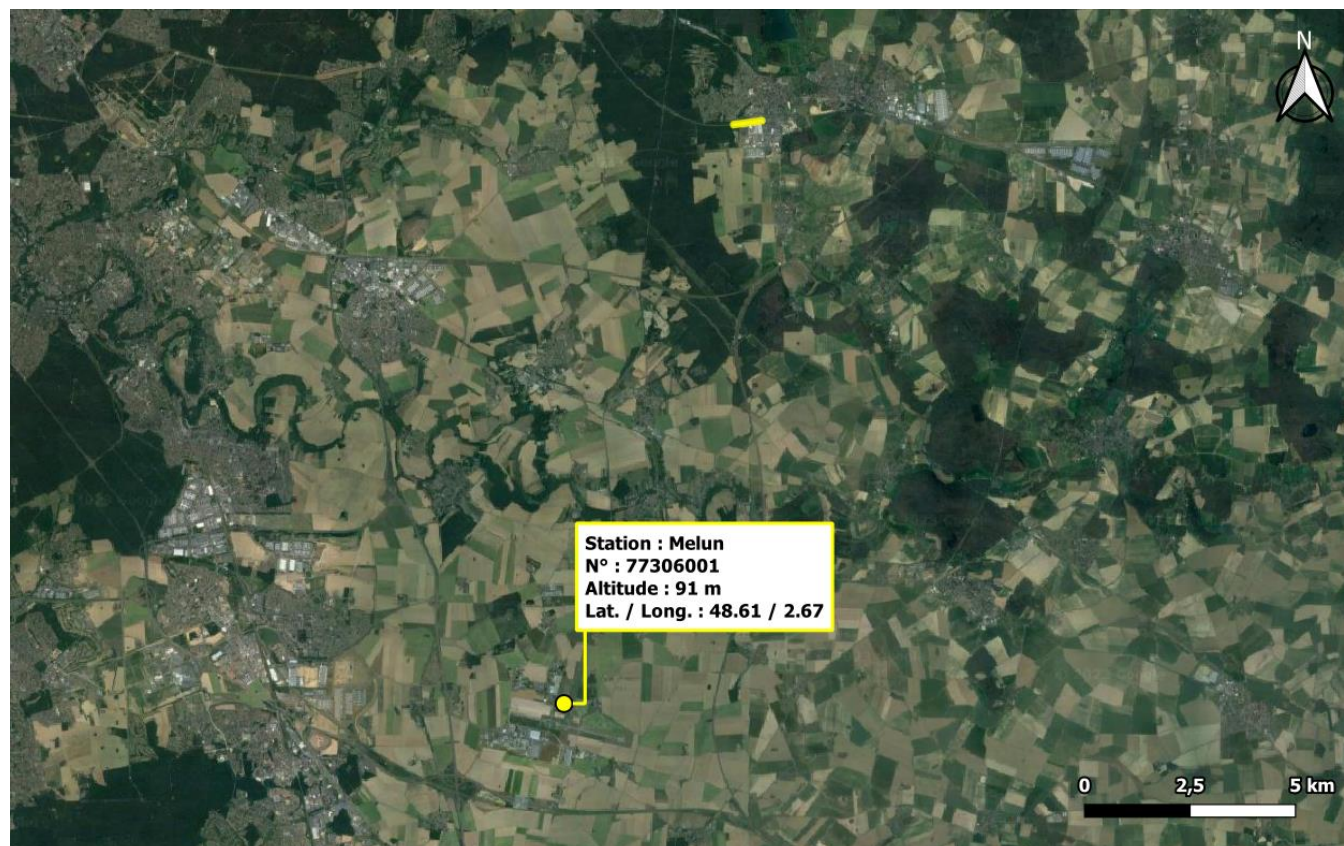 N
Station : Melun
N° : 77306001
Altitude : 91 m
Lat. / Long. : 48.61 / 2.67
0 2,5 5 km